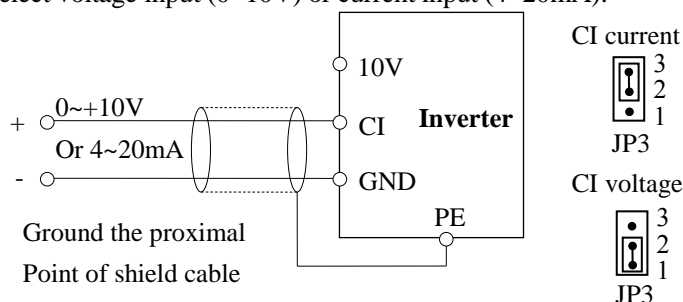 elect voltage input (0~10V) or current input (4~20mA).
CI current
10V
3
2
1
JP3
0~+10V
+
CI
Inverter
Or 4~20mA
-
GND
CI voltage
PE
3
2
1
JP3
Ground the proximal
Point of shield cable